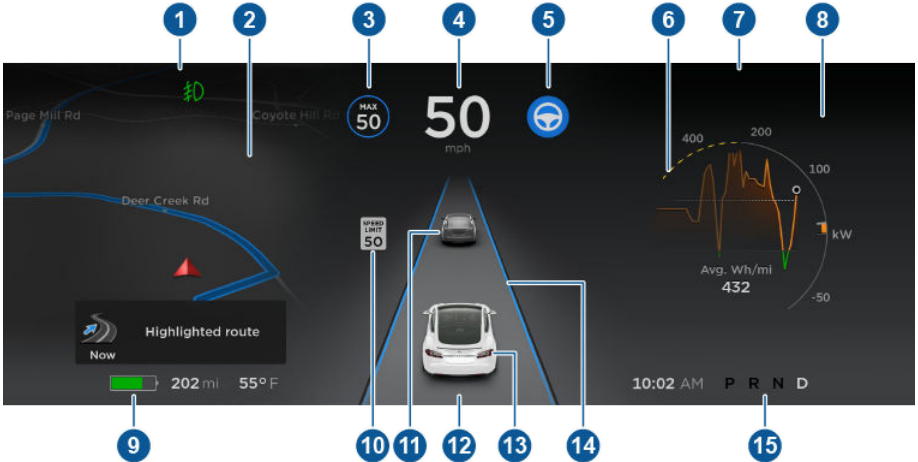 1 2 3 4 5 6 7 8
Page Mill Rd
Coyote Hill Rd
MAX
50
50
mph
400 200
100
Deer Creek Rd
SPEED
LIMIT
50
kW
Avg. Wh/mi
432
-50
Highlighted route
Now
202 mi 55° F
10:02 AM P R N D
9 10 11 12 13 14 15